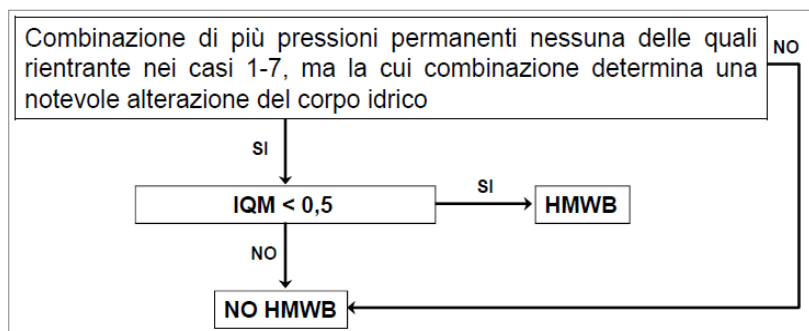 Combinazione di più pressioni permanenti nessuna delle quali
rientrante nei casi 1-7, ma la cui combinazione determina una
notevole alterazione del corpo idrico
NO
SI
IQM < 0,5
SI
HMWB
NO
NO HMWB